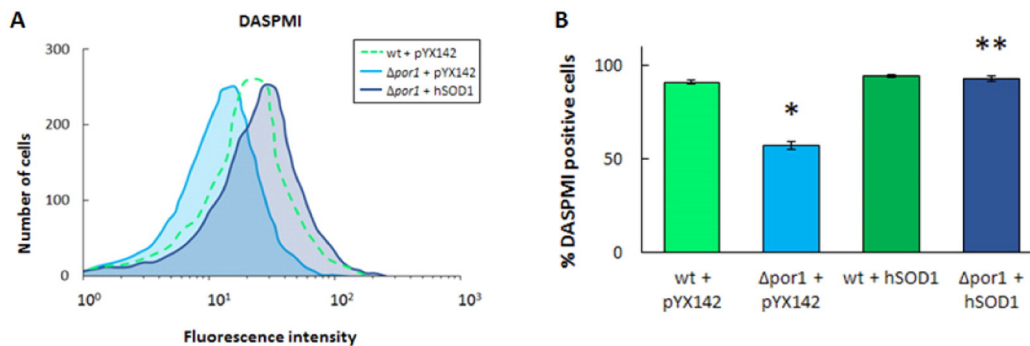 A
DASPMI
300
200
100
0
Number of cells
10⁰
10¹
10²
10³
Fluorescence intensity
wt + pYX142
Δpor1 + pYX142
Δpor1 + hSOD1
B
% DASPMI positive cells
100
50
0
*
**
wt +
pYX142
Δpor1 +
pYX142
wt + hSOD1
Δpor1 +
hSOD1